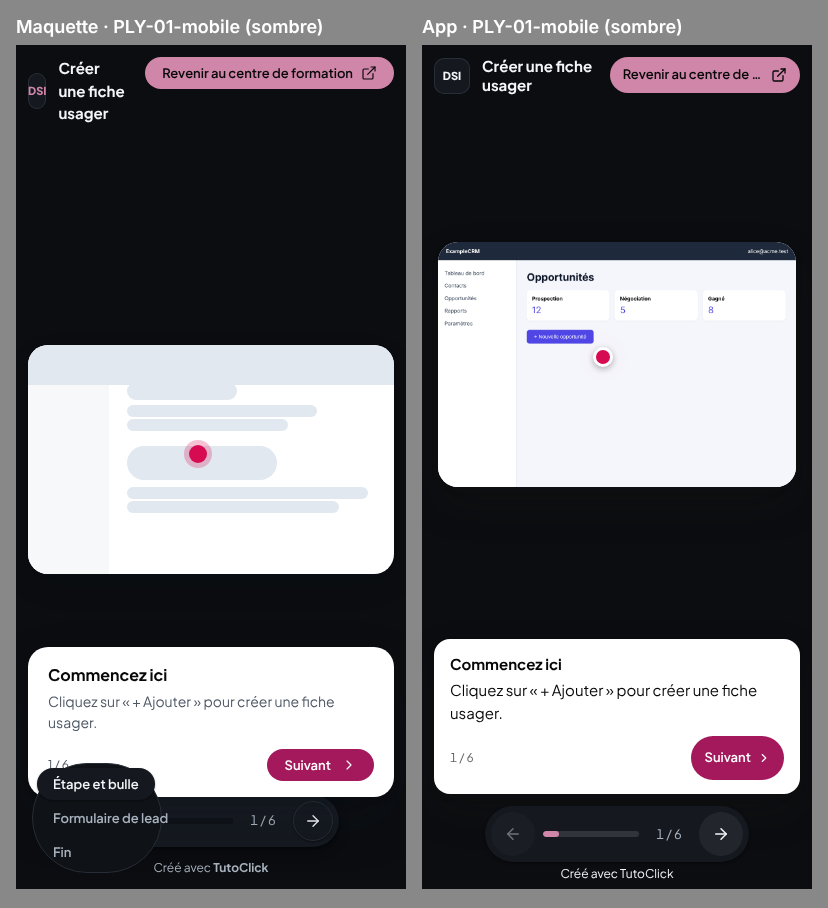 Maquette · PLY-01-mobile (sombre)
DSI
Créer
une fiche
usager
Revenir au centre de formation
Commencez ici
Cliquez sur « + Ajouter » pour créer une fiche
usager.
1/6
Suivant
Étape et bulle
Formulaire de lead
Fin
1/6
Créé avec TutoClick
App · PLY-01-mobile (sombre)
DSI
Créer une fiche
usager
Revenir au centre de ...
ExampleCRM
alice@acme.test
Tableau de bord
Contacts
Opportunités
Rapports
Paramètres
Opportunités
Prospection
12
Négociation
5
Gagné
8
+ Nouvelle opportunité
Commencez ici
Cliquez sur « + Ajouter » pour créer une fiche
usager.
1/6
Suivant
1/6
Créé avec TutoClick